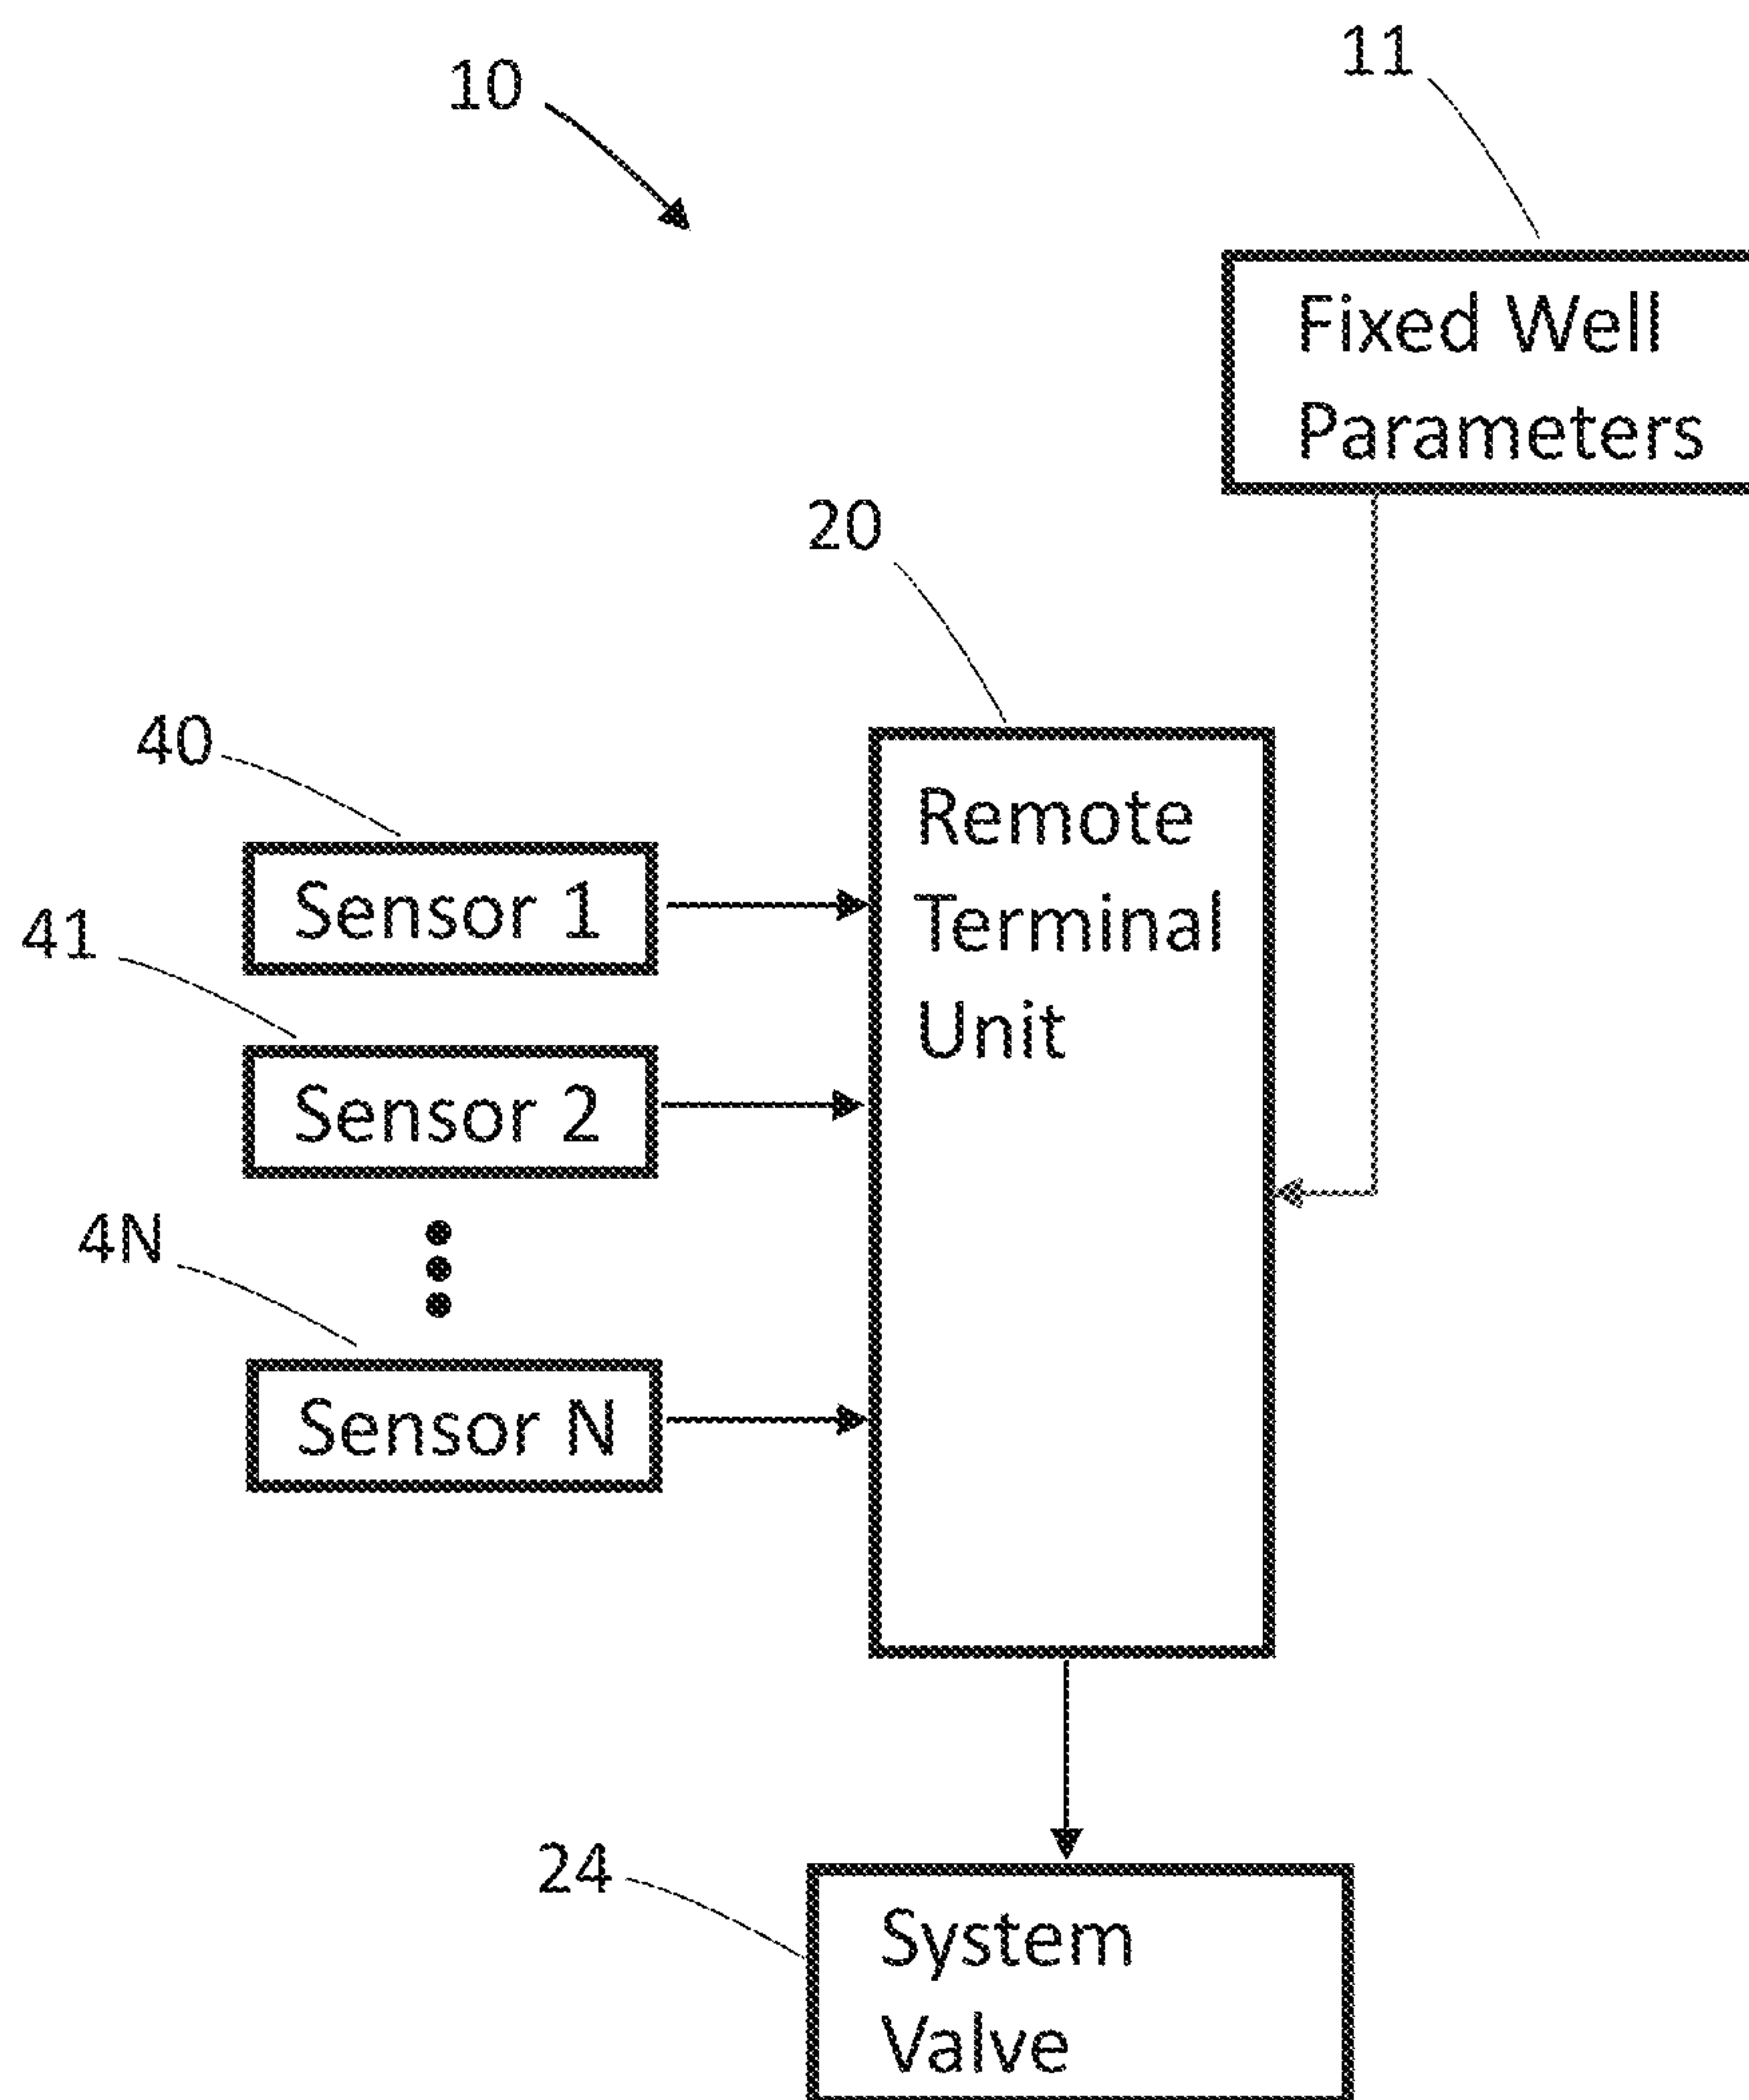 10
11
Fixed Well
Parameters
20
Remote
Terminal
Unit
40
Sensor 1
41
Sensor 2
4N
Sensor N
24
System
Valve